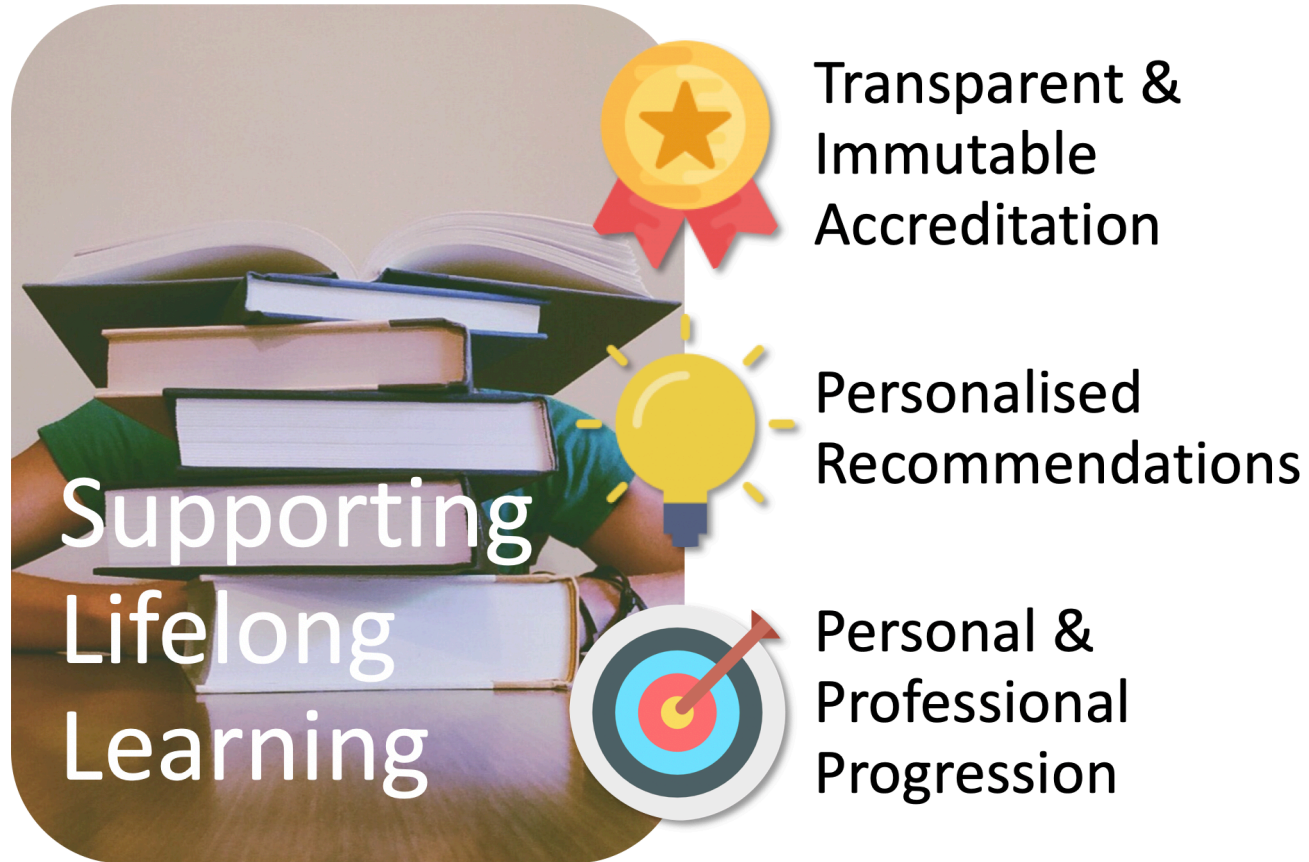 Supporting
Lifelong
Learning
Transparent &
Immutable
Accreditation
Personalised
Recommendations
Personal &
Professional
Progression